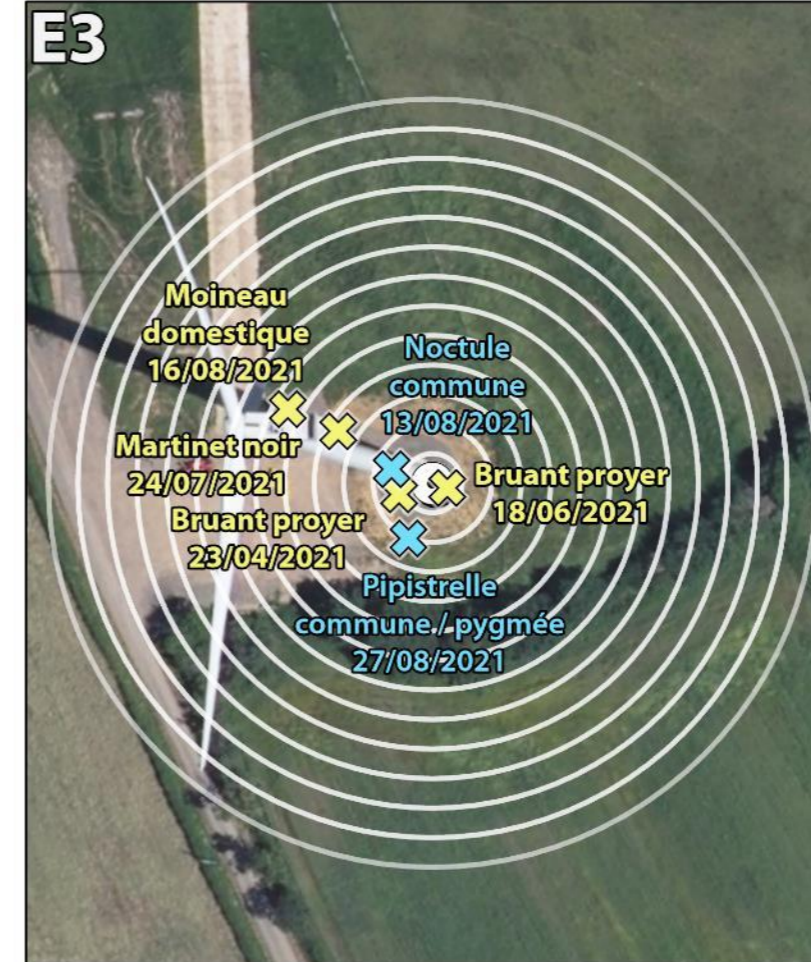 E3
Moineau
domestique
16/08/2021
Noctule
commune
13/08/2021
Martinet noir
24/07/2021
Bruant proyer
18/06/2021
Bruant proyer
23/04/2021
Pipistrelle
commune / pygmée
27/08/2021